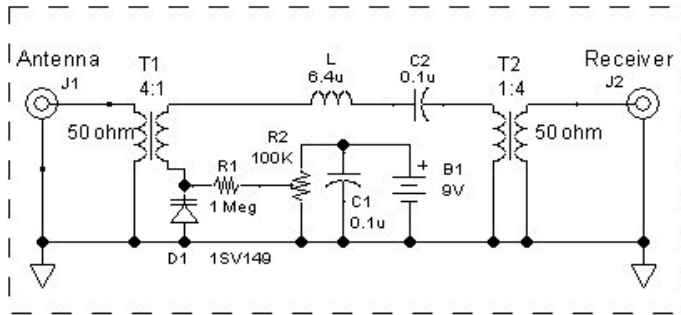 Antenna
J1
T1
4:1
L
6.4u
C2
0.1u
T2
1:4
Receiver
J2
50 ohm
50 ohm
R2
100K
R1
1 Meg
C1
0.1u
+
B1
9V
D1 1SV149